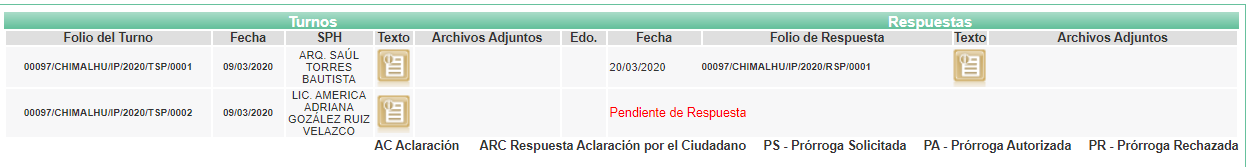 Turnos Respuestas
Folio del Turno Fecha SPH Texto Archivos Adjuntos Edo. Fecha Folio de Respuesta Texto Archivos Adjuntos
ARQ. SAÚL
00097/CHIMALHU/IP/2020/TSP/0001 09/03/2020 TORRES 20/03/2020 00097/CHIMALHU/IP/2020/RSP/0001
BAUTISTA
LIC. AMERICA
ADRIANA
00097/CHIMALHU/IP/2020/TSP/0002 09/03/2020 GOZÁLEZ RUIZ Pendiente de Respuesta
VELAZCO
AC Aclaración ARC Respuesta Aclaración por el Ciudadano PS - Prórroga Solicitada PA - Prórroga Autorizada PR - Prórroga Rechazada